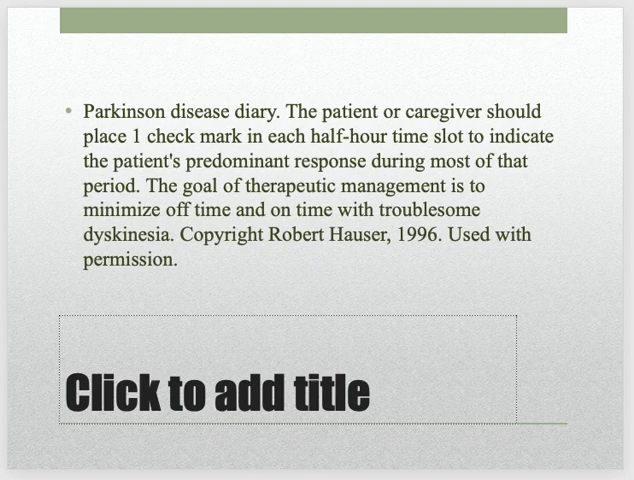 • Parkinson disease diary. The patient or caregiver should
place 1 check mark in each half-hour time slot to indicate
the patient's predominant response during most of that
period. The goal of therapeutic management is to
minimize off time and on time with troublesome
dyskinesia. Copyright Robert Hauser, 1996. Used with
permission.
Click to add title